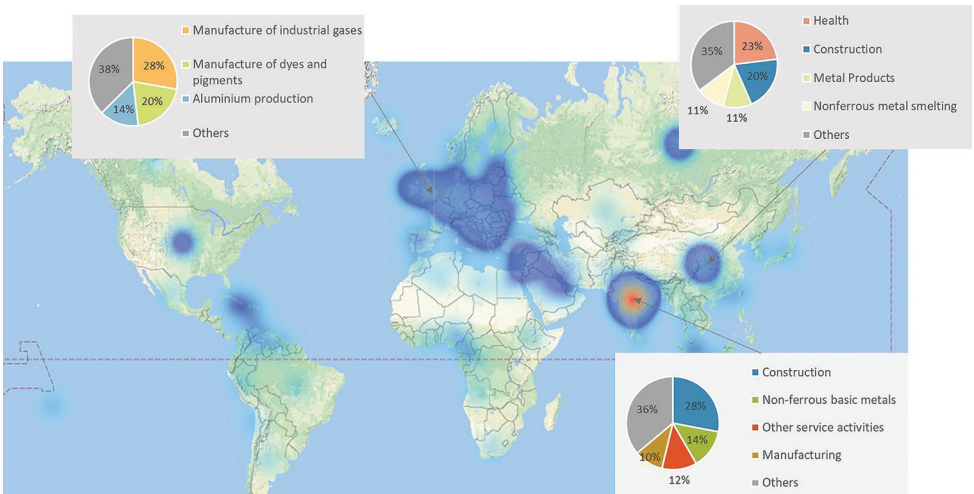 Manufacture of industrial gases
Manufacture of dyes and
pigments
Aluminium production
Others
38%
28%
20%
14%
Health
Construction
Metal Products
Nonferrous metal smelting
Others
35%
23%
20%
11%
11%
Construction
Non-ferrous basic metals
Other service activities
Manufacturing
Others
36%
28%
14%
10%
12%